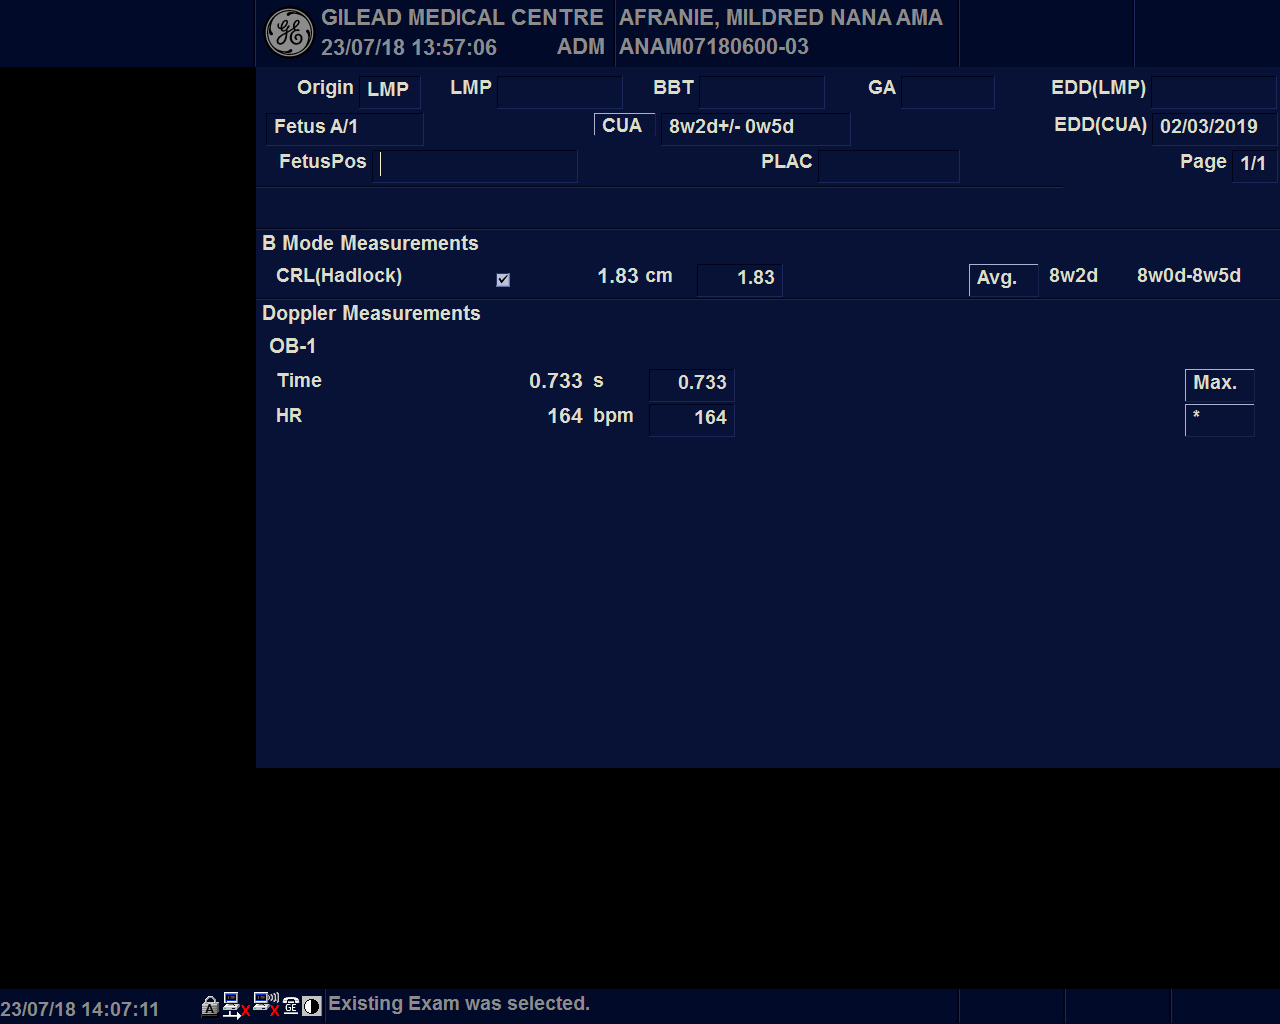 GILEAD MEDICAL CENTRE AFRANIE, MILDRED NANA AMA
23/07/18 13:57:06 ADM ANAM07180600-03
Origin LMP LMP BBT GA EDD(LMP)
Fetus A/1 CUA 8w2d+/- 0w5d EDD(CUA) 02/03/2019
FetusPos PLAC Page 1/1
B Mode Measurements
CRL(Hadlock) 1.83 cm 1.83 Avg. 8w2d 8w0d-8w5d
Doppler Measurements
OB-1
Time 0.733 s 0.733 Max.
HR 164 bpm 164 *
23/07/18 14:07:11 A GE Existing Exam was selected.